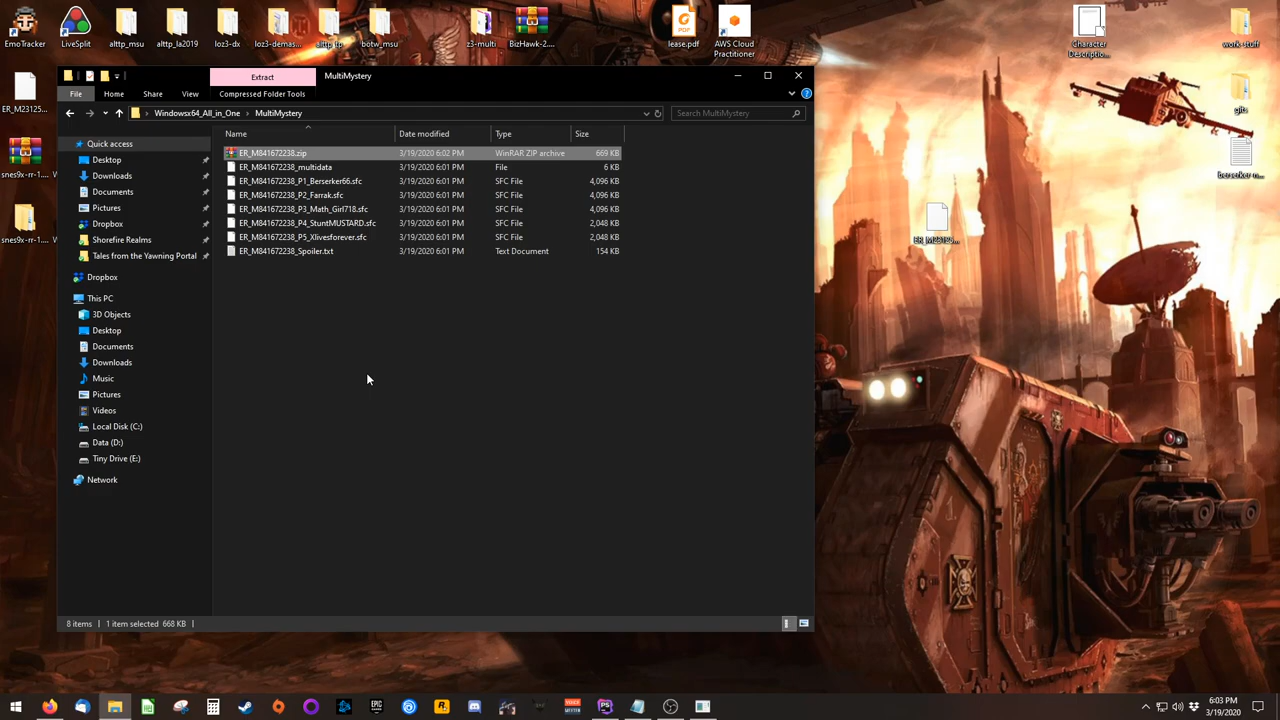 EmoTracker
LiveSplit
alttp_msu
alttp_la2019
loz3-dx
loz3-demas...
alttp_tp
botw_msu
z3-multi
BizHawk-2....
lease.pdf
AWS Cloud
Practitioner
Character
Descriptio...
work-stuff
Extract
MultiMystery
File
Home
Share
View
Compressed Folder Tools
Windowsx64_All_in_One
MultiMystery
Search MultiMystery
ER_M23125...
gits
snes9x-rr-1....
berserker m...
snes9x-rr-1....
Quick access
Desktop
Downloads
Documents
Pictures
Dropbox
Shorefire Realms
Tales from the Yawning Portal
Dropbox
This PC
3D Objects
Desktop
Documents
Downloads
Music
Pictures
Videos
Local Disk (C:)
Data (D:)
Tiny Drive (E:)
Network
Name Date modified Type Size
ER_M841672238.zip 3/19/2020 6:02 PM WinRAR ZIP archive 669 KB
ER_M841672238_multidata 3/19/2020 6:01 PM File 6 KB
ER_M841672238_P1_Berserker66.sfc 3/19/2020 6:01 PM SFC File 4,096 KB
ER_M841672238_P2_Farrak.sfc 3/19/2020 6:01 PM SFC File 4,096 KB
ER_M841672238_P3_Math_Girl718.sfc 3/19/2020 6:01 PM SFC File 4,096 KB
ER_M841672238_P4_StuntMUSTARD.sfc 3/19/2020 6:01 PM SFC File 2,048 KB
ER_M841672238_P5_Xlivesforever.sfc 3/19/2020 6:01 PM SFC File 2,048 KB
ER_M841672238_Spoiler.txt 3/19/2020 6:01 PM Text Document 154 KB
8 items
1 item selected 668 KB
EPIC
GAMES
VOICE
MEETER
6:03 PM
3/19/2020